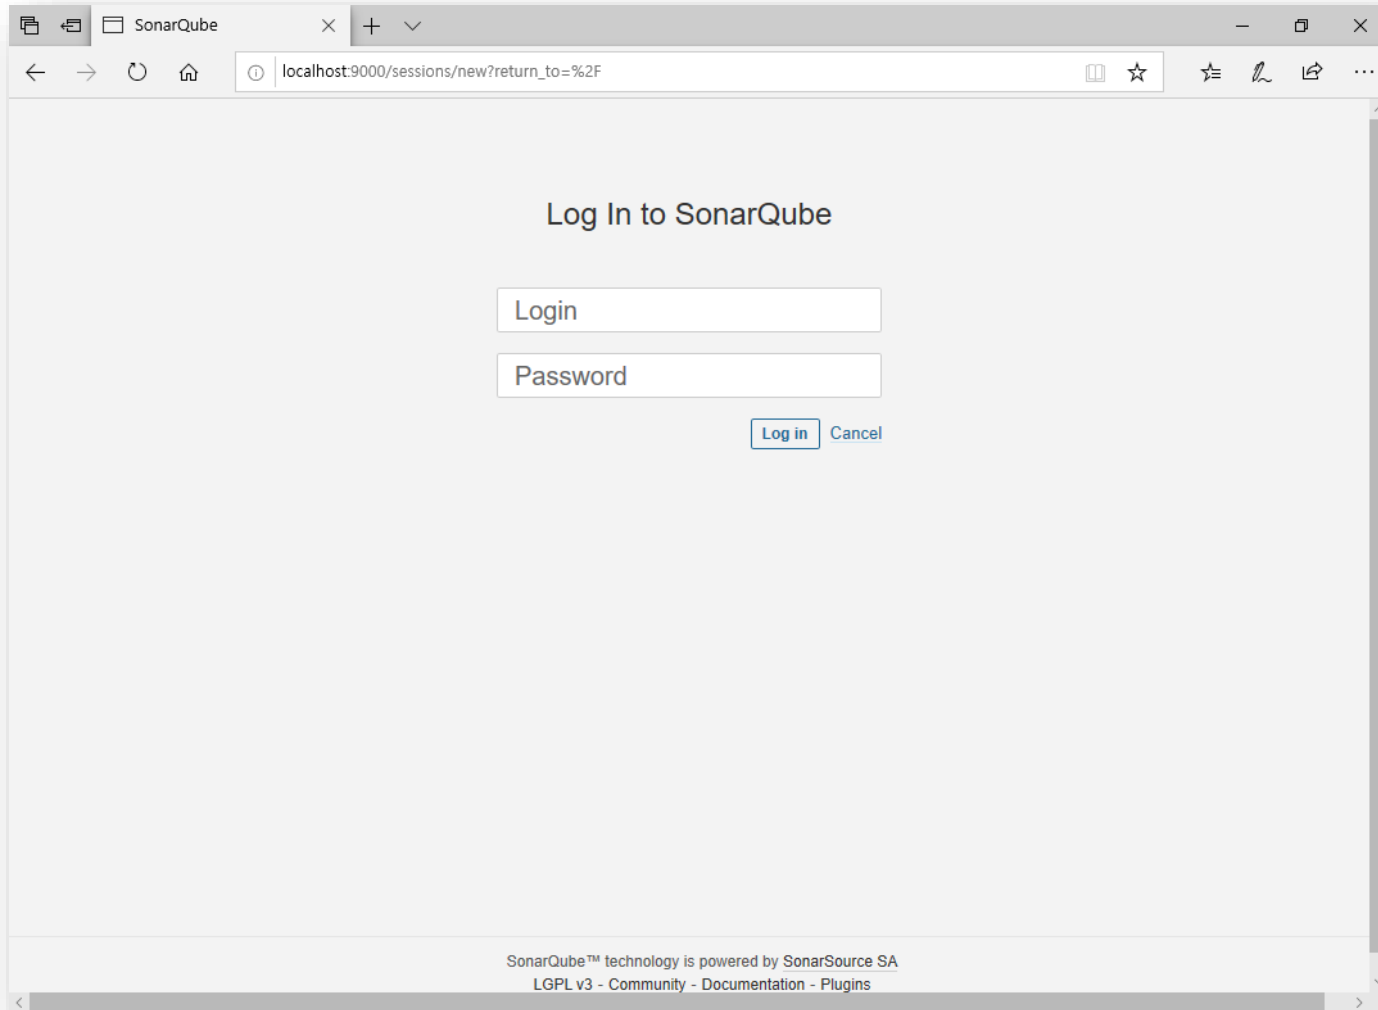 SonarQube
localhost:9000/sessions/new?return_to=%2F
Log In to SonarQube
Login
Password
Log in Cancel
SonarQube™ technology is powered by SonarSource SA
LGPL v3 - Community - Documentation - Plugins